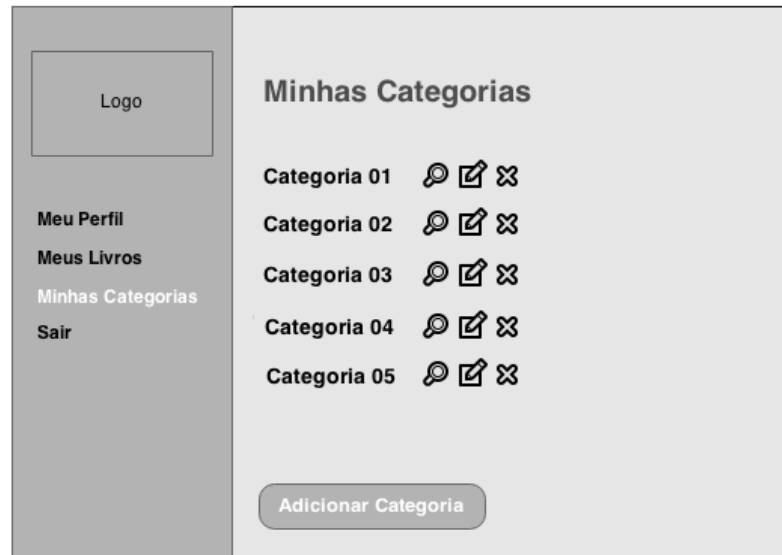 Logo
Meu Perfil
Meus Livros
Minhas Categorias
Sair
Minhas Categorias
Categoria 01
Categoria 02
Categoria 03
Categoria 04
Categoria 05
Adicionar Categoria